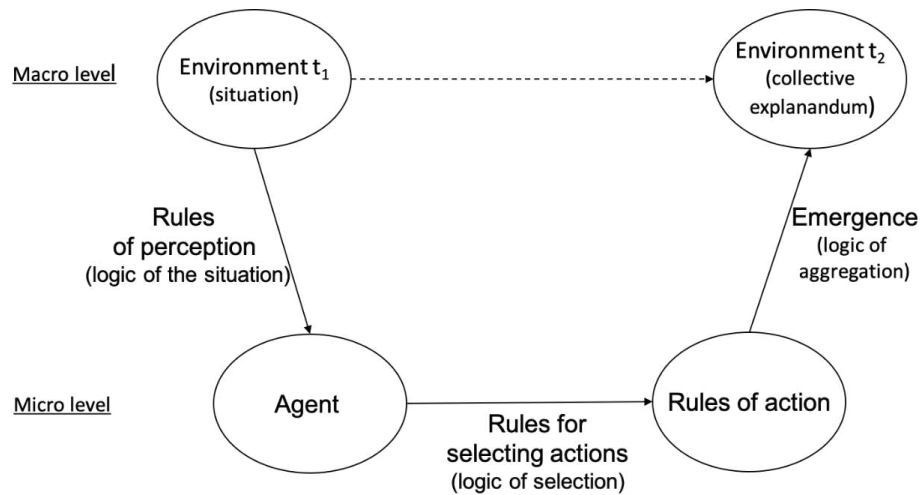 Macro level
Environment t₁
(situation)
Environment t₂
(collective
explanandum)
Rules
of perception
(logic of the situation)
Emergence
(logic of
aggregation)
Micro level
Agent
Rules for
selecting actions
(logic of selection)
Rules of action